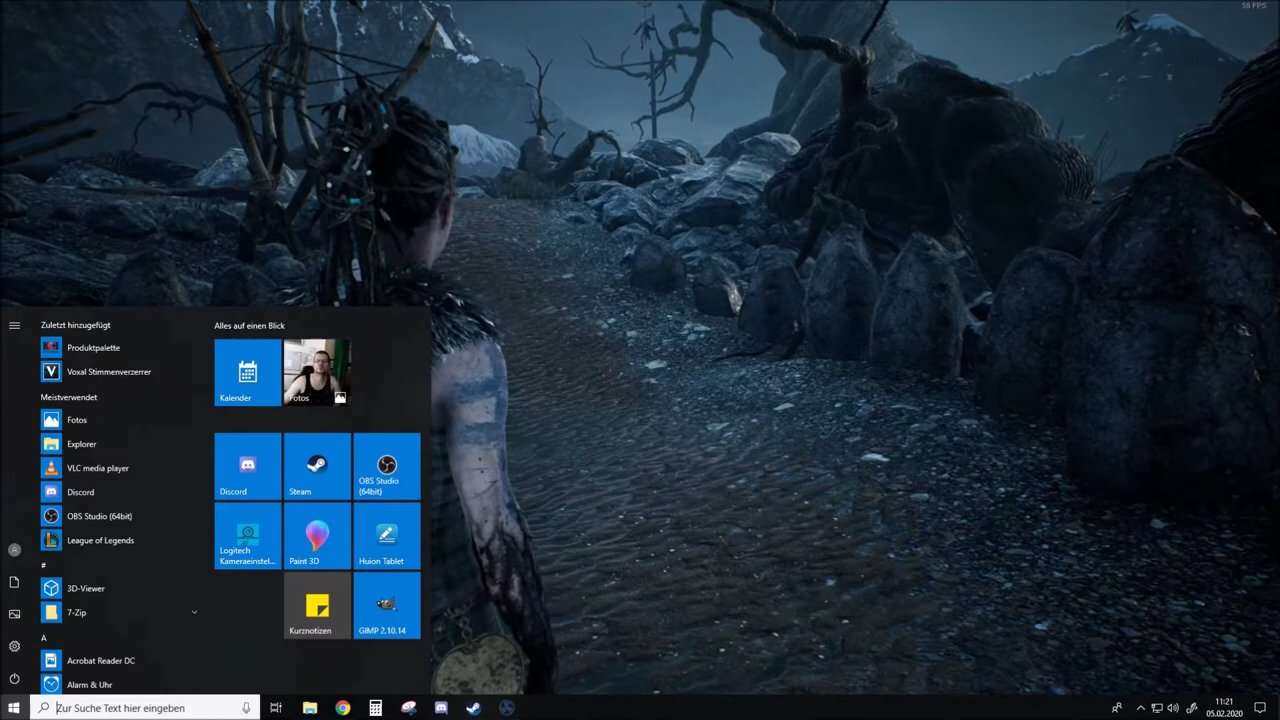 59 FPS
Zuletzt hinzugefügt
Produktpalette
Voxal Stimmenverzerrer
Meistverwendet
Fotos
Explorer
VLC media player
Discord
OBS Studio (64bit)
League of Legends
#
3D-Viewer
7-Zip
A
Acrobat Reader DC
Alarm & Uhr
Alles auf einen Blick
Kalender
Fotos
Discord
Steam
OBS Studio
(64bit)
Logitech
Kameraeinstel...
Paint 3D
Huion Tablet
Kurznotizen
GIMP 2.10.14
Zur Suche Text hier eingeben
11:21
05.02.2020